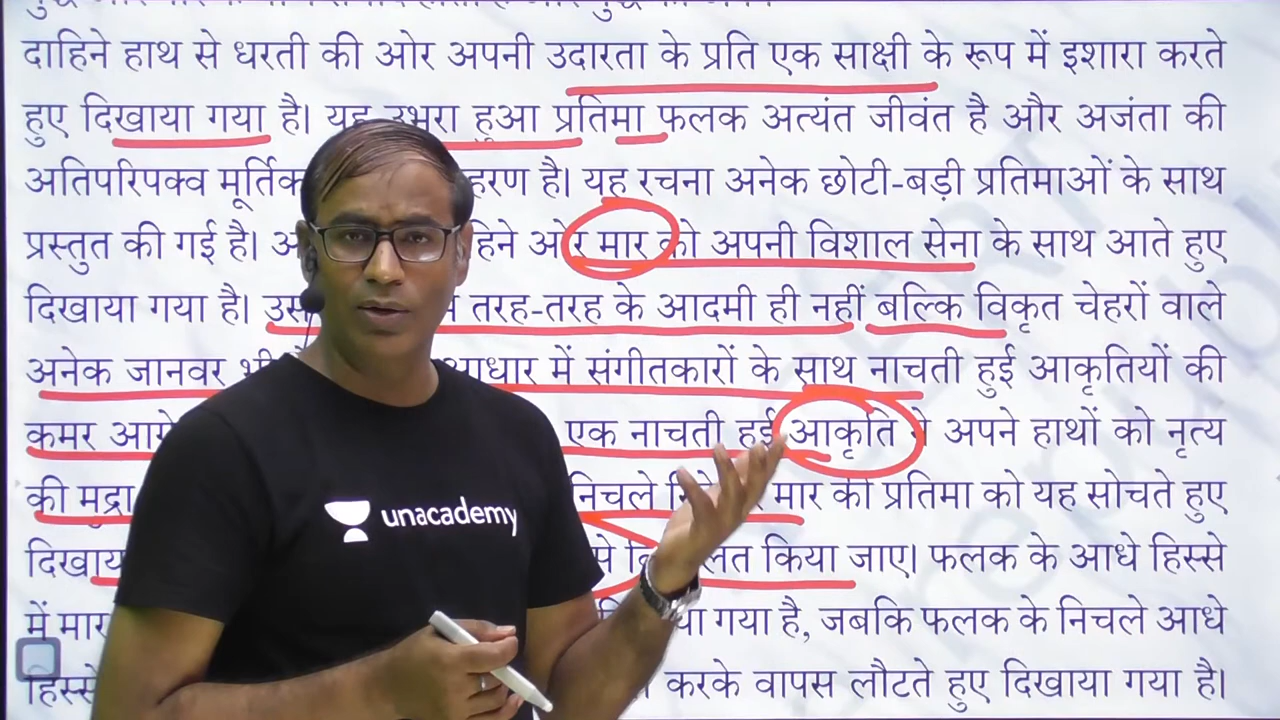 दाहिने हाथ से धरती की ओर अपनी उदारता के प्रति एक साक्षी के रूप में इशारा करते
हुए दिखाया गया है। यह उभरा हुआ प्रतिमा फलक अत्यंत जीवंत है और अजंता की
अतिपरिपक्व है। यह रचना अनेक छोटी-बड़ी प्रतिमाओं के साथ
प्रस्तुत की गई है। ओर मार को अपनी विशाल सेना के साथ आते हुए
दिखाया गया है। तरह-तरह के आदमी ही नहीं बल्कि विकृत चेहरों वाले
अनेक जानवर आधार में संगीतकारों के साथ नाचती हुई आकृतियों की
कमर एक नाचती हुई आकृति ने अपने हाथों को नृत्य
की मुद्रा निचले मार की प्रतिमा को यह सोचते हुए
किया जाए। फलक के आधे हिस्से
में गया है, जबकि फलक के निचले आधे
हिस्से करके वापस लौटते हुए दिखाया गया है।
unacademy